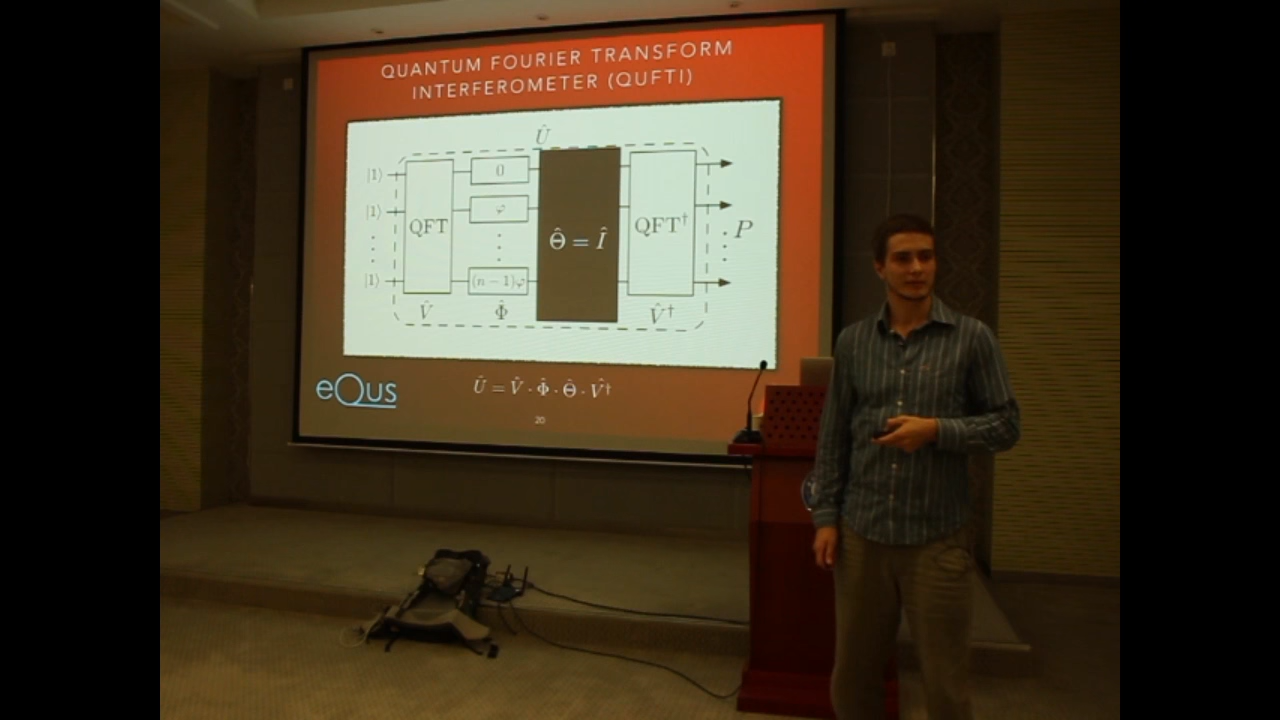 QUANTUM FOURIER TRANSFORM
INTERFEROMETER (QUFTI)
Û
|1⟩ 0
|1⟩ φ
QFT Θ̂ = Î QFT† P
⋮ ⋮ ⋮
|1⟩ (n − 1)φ
V̂ Φ̂ V̂†
eQus
Û = V̂ · Φ̂ · Θ̂ · V̂†
20